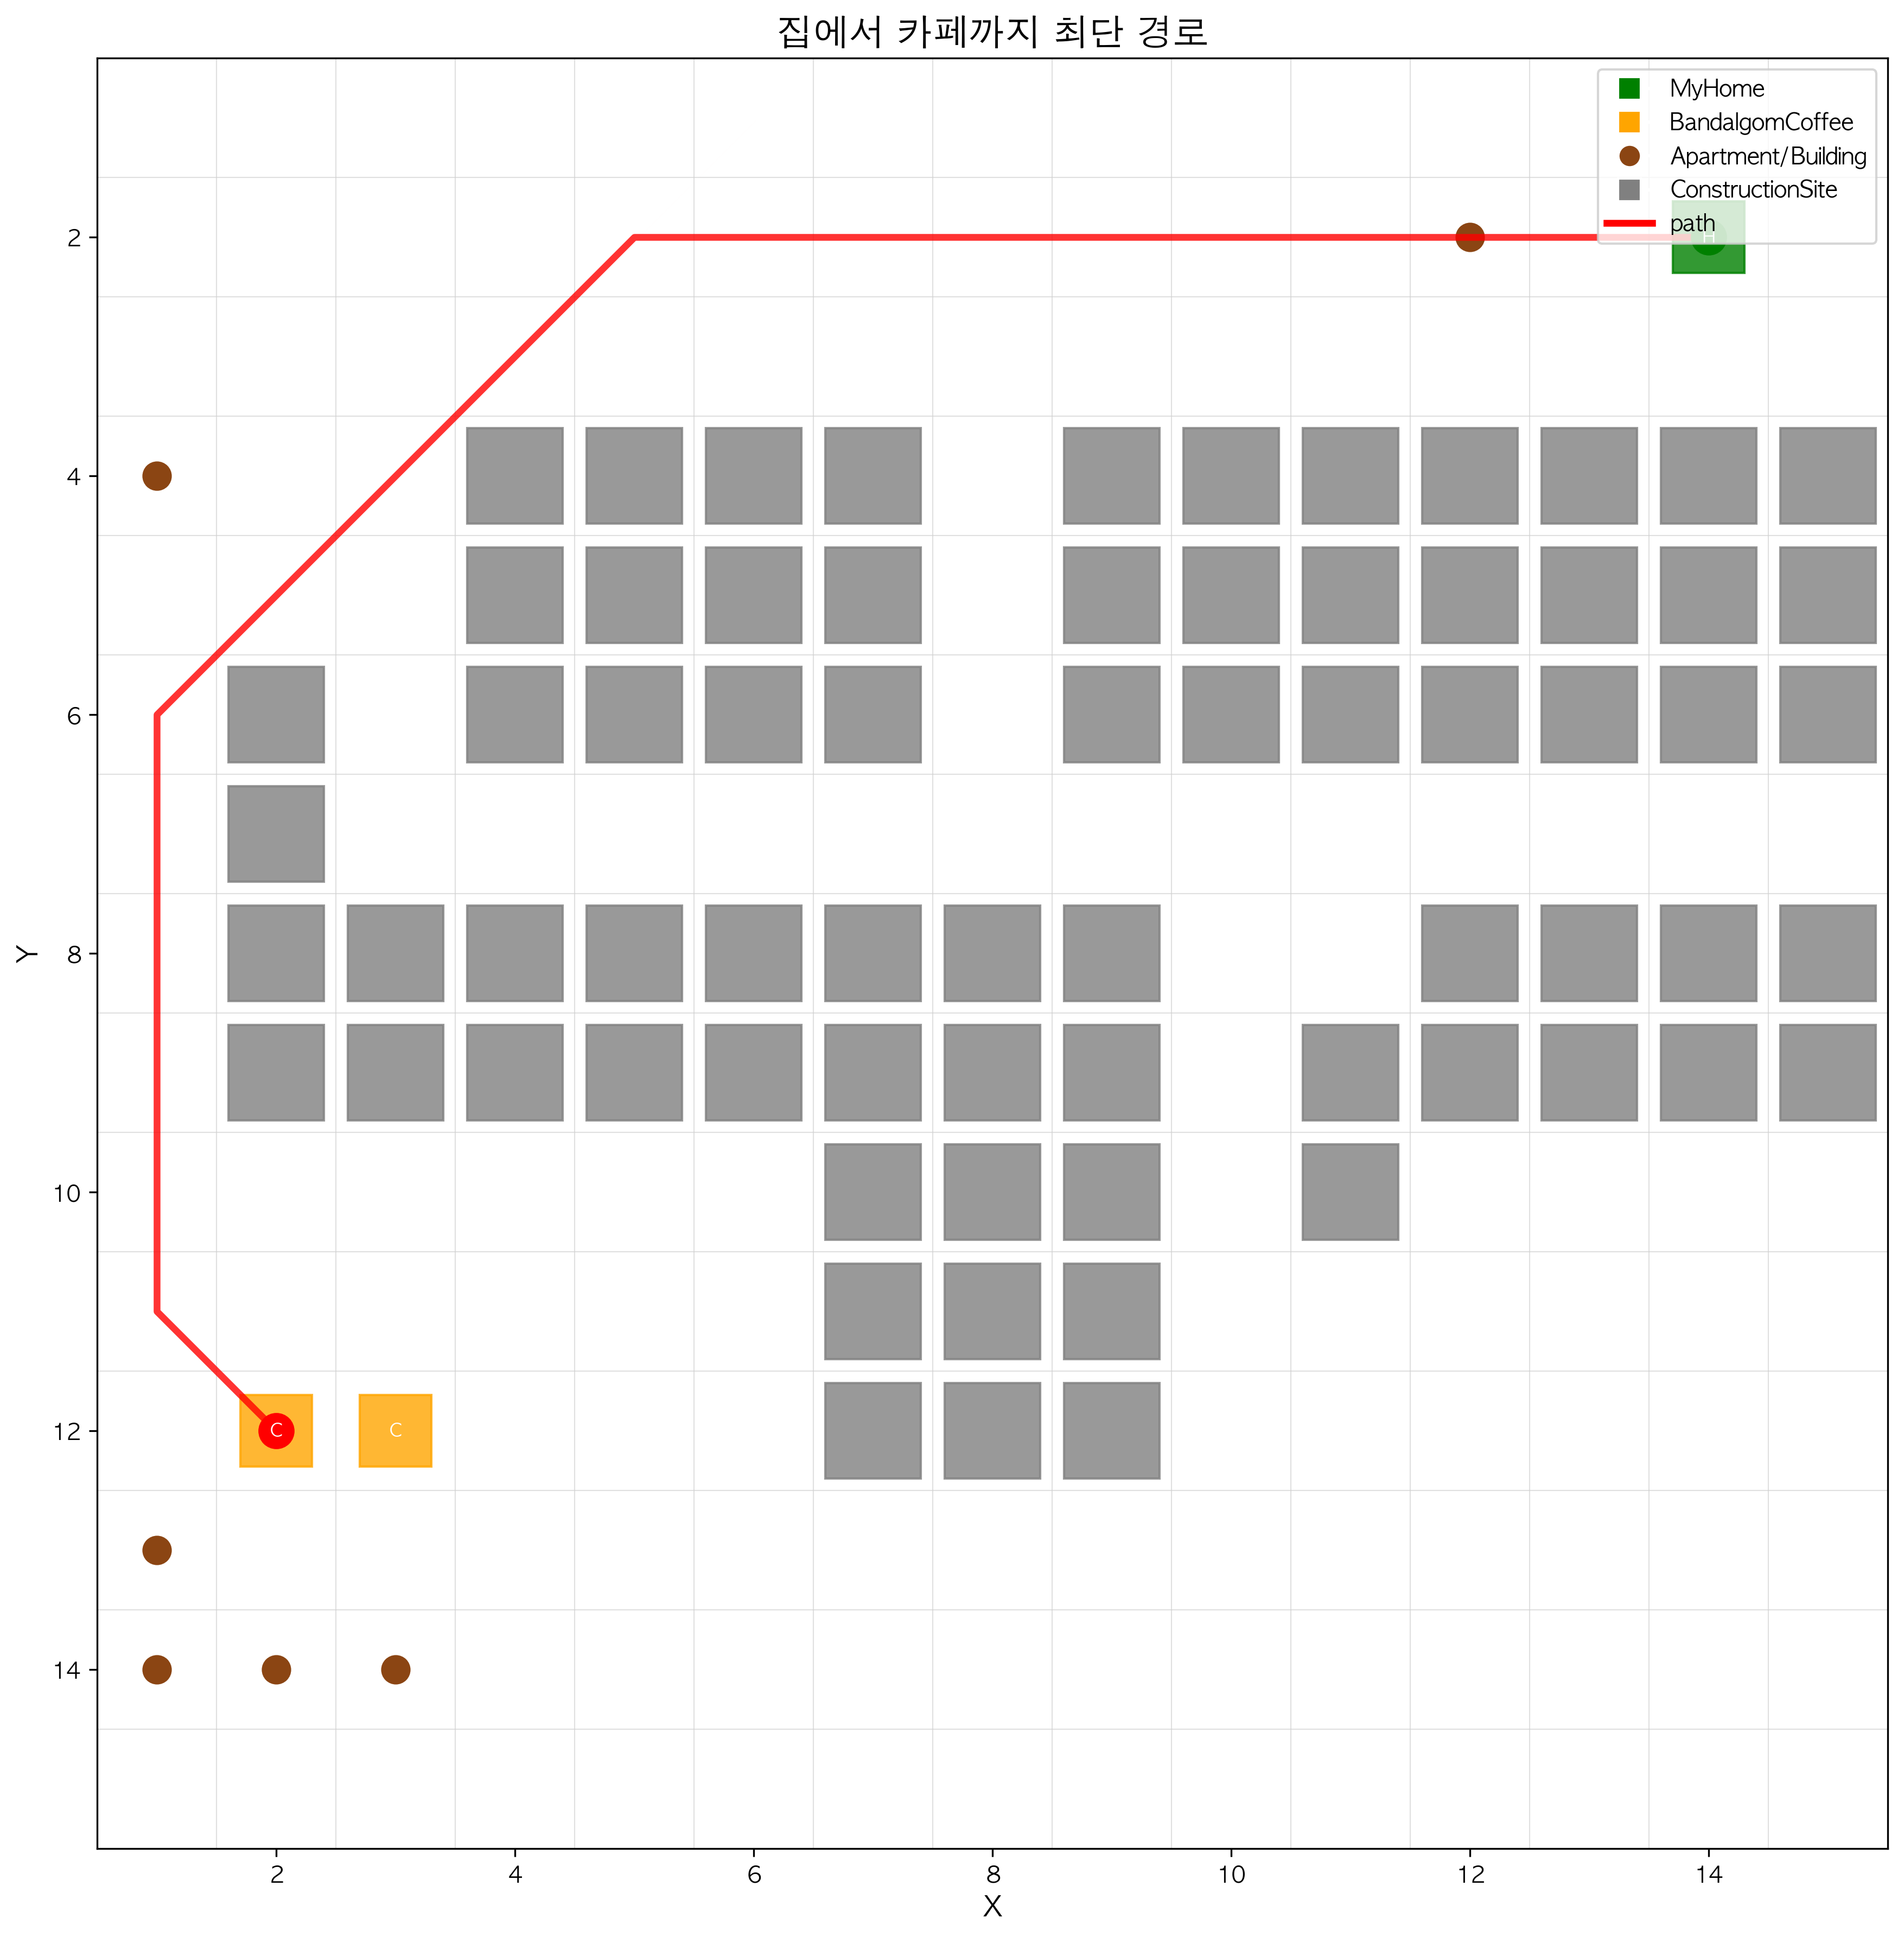 집에서 카페까지 최단 경로
MyHome
BandalgomCoffee
Apartment/Building
ConstructionSite
path
H
2
4
6
8
10
12
14
Y
C
C
2
4
6
8
10
12
14
X